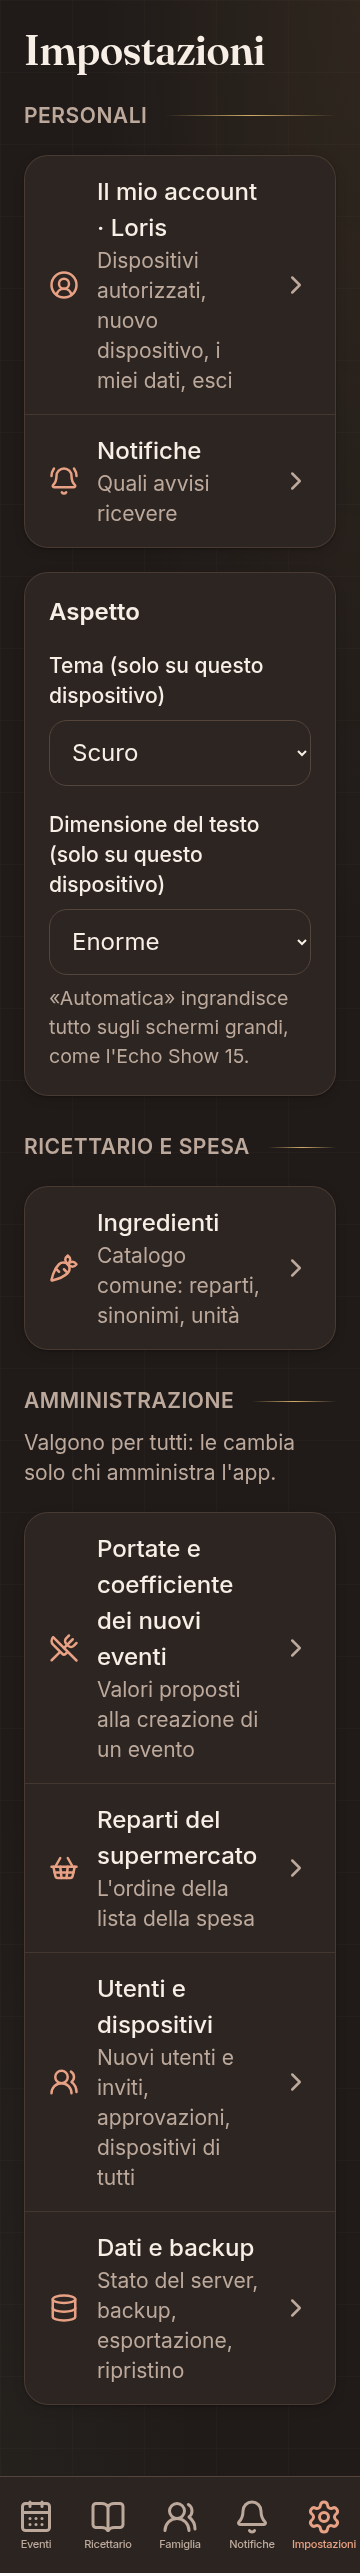 Impostazioni
PERSONALI
Il mio account
· Loris
Dispositivi
autorizzati,
nuovo
dispositivo, i
miei dati, esci
Notifiche
Quali avvisi
ricevere
Aspetto
Tema (solo su questo
dispositivo)
Scuro
Dimensione del testo
(solo su questo
dispositivo)
Enorme
«Automatica» ingrandisce
tutto sugli schermi grandi,
come l'Echo Show 15.
RICETTARIO E SPESA
Ingredienti
Catalogo
comune: reparti,
sinonimi, unità
AMMINISTRAZIONE
Valgono per tutti: le cambia
solo chi amministra l'app.
Portate e
coefficiente
dei nuovi
eventi
Valori proposti
alla creazione di
un evento
Reparti del
supermercato
L'ordine della
lista della spesa
Utenti e
dispositivi
Nuovi utenti e
inviti,
approvazioni,
dispositivi di
tutti
Dati e backup
Stato del server,
backup,
esportazione,
ripristino
Eventi Ricettario Famiglia Notifiche Impostazioni